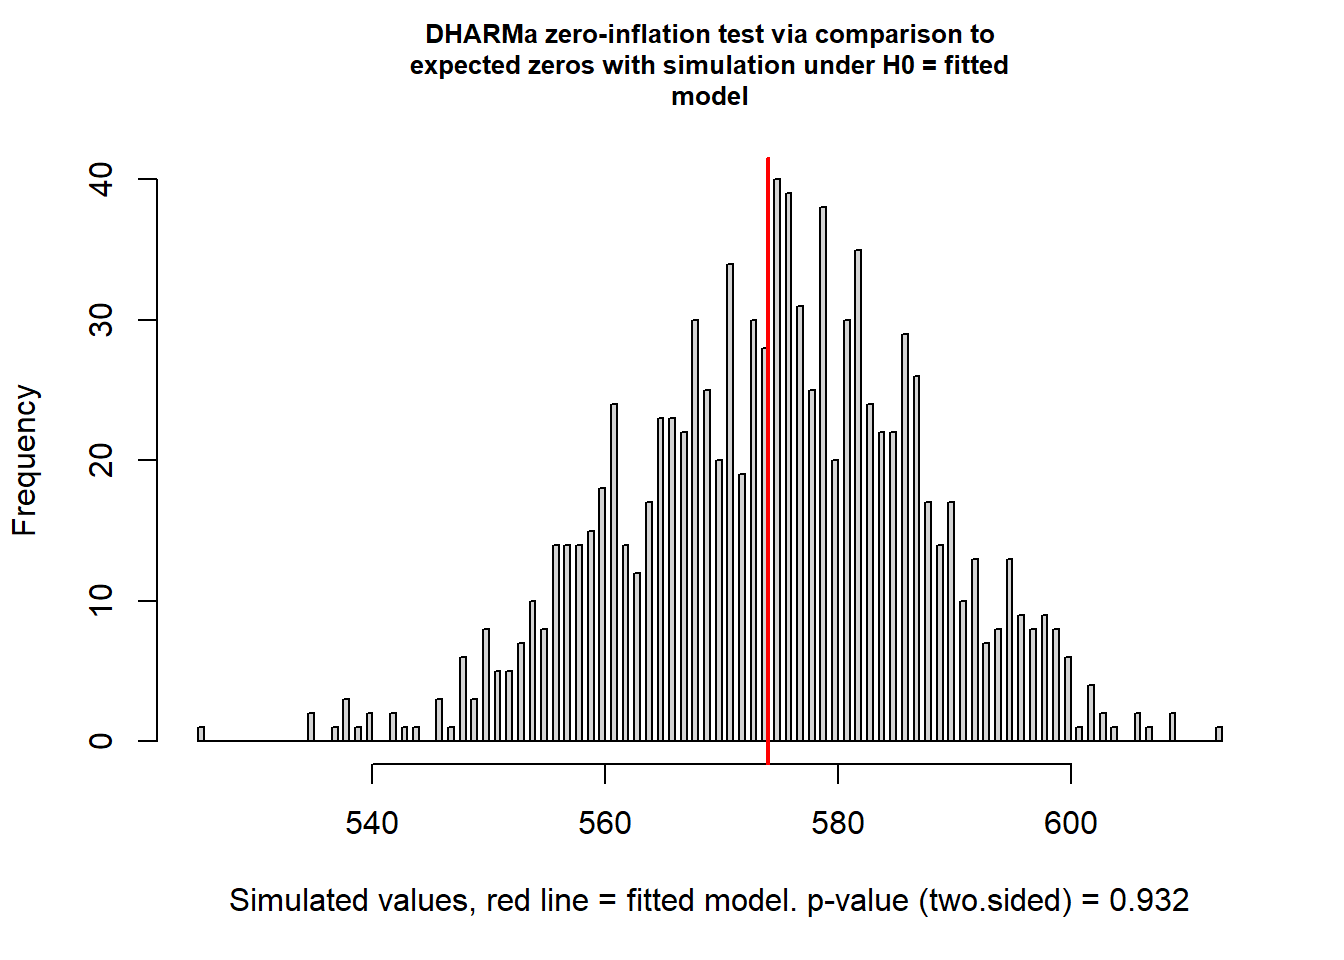 DHARMa zero-inflation test via comparison to
expected zeros with simulation under H0 = fitted
model
40
30
20
10
0
Frequency
540 560 580 600
Simulated values, red line = fitted model. p-value (two.sided) = 0.932